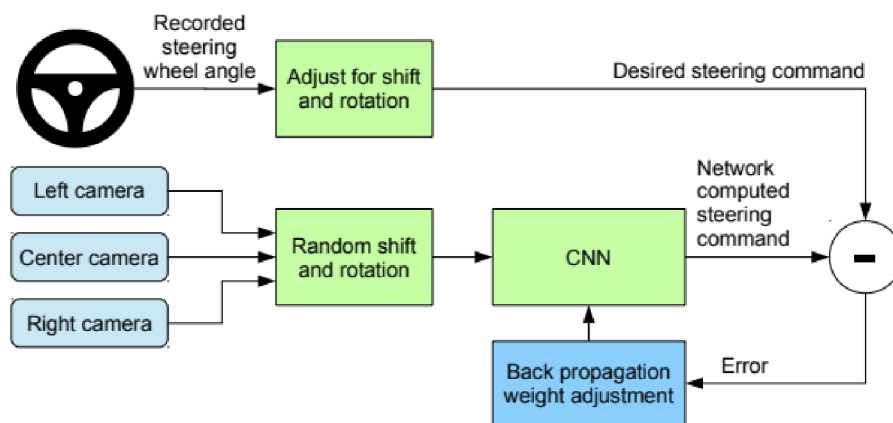 Recorded
steering
wheel angle
Adjust for shift
and rotation
Desired steering command
Left camera
Center camera
Right camera
Random shift
and rotation
CNN
Network
computed
steering
command
-
Back propagation
weight adjustment
Error